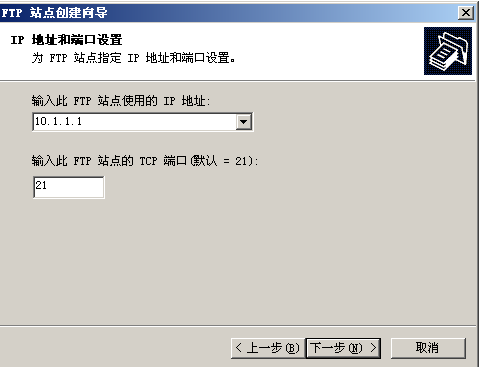 FTP 站点创建向导
IP 地址和端口设置
为 FTP 站点指定 IP 地址和端口设置。
输入此 FTP 站点使用的 IP 地址:
10.1.1.1
输入此 FTP 站点的 TCP 端口(默认 = 21):
21
< 上一步(B) 下一步(N) > 取消